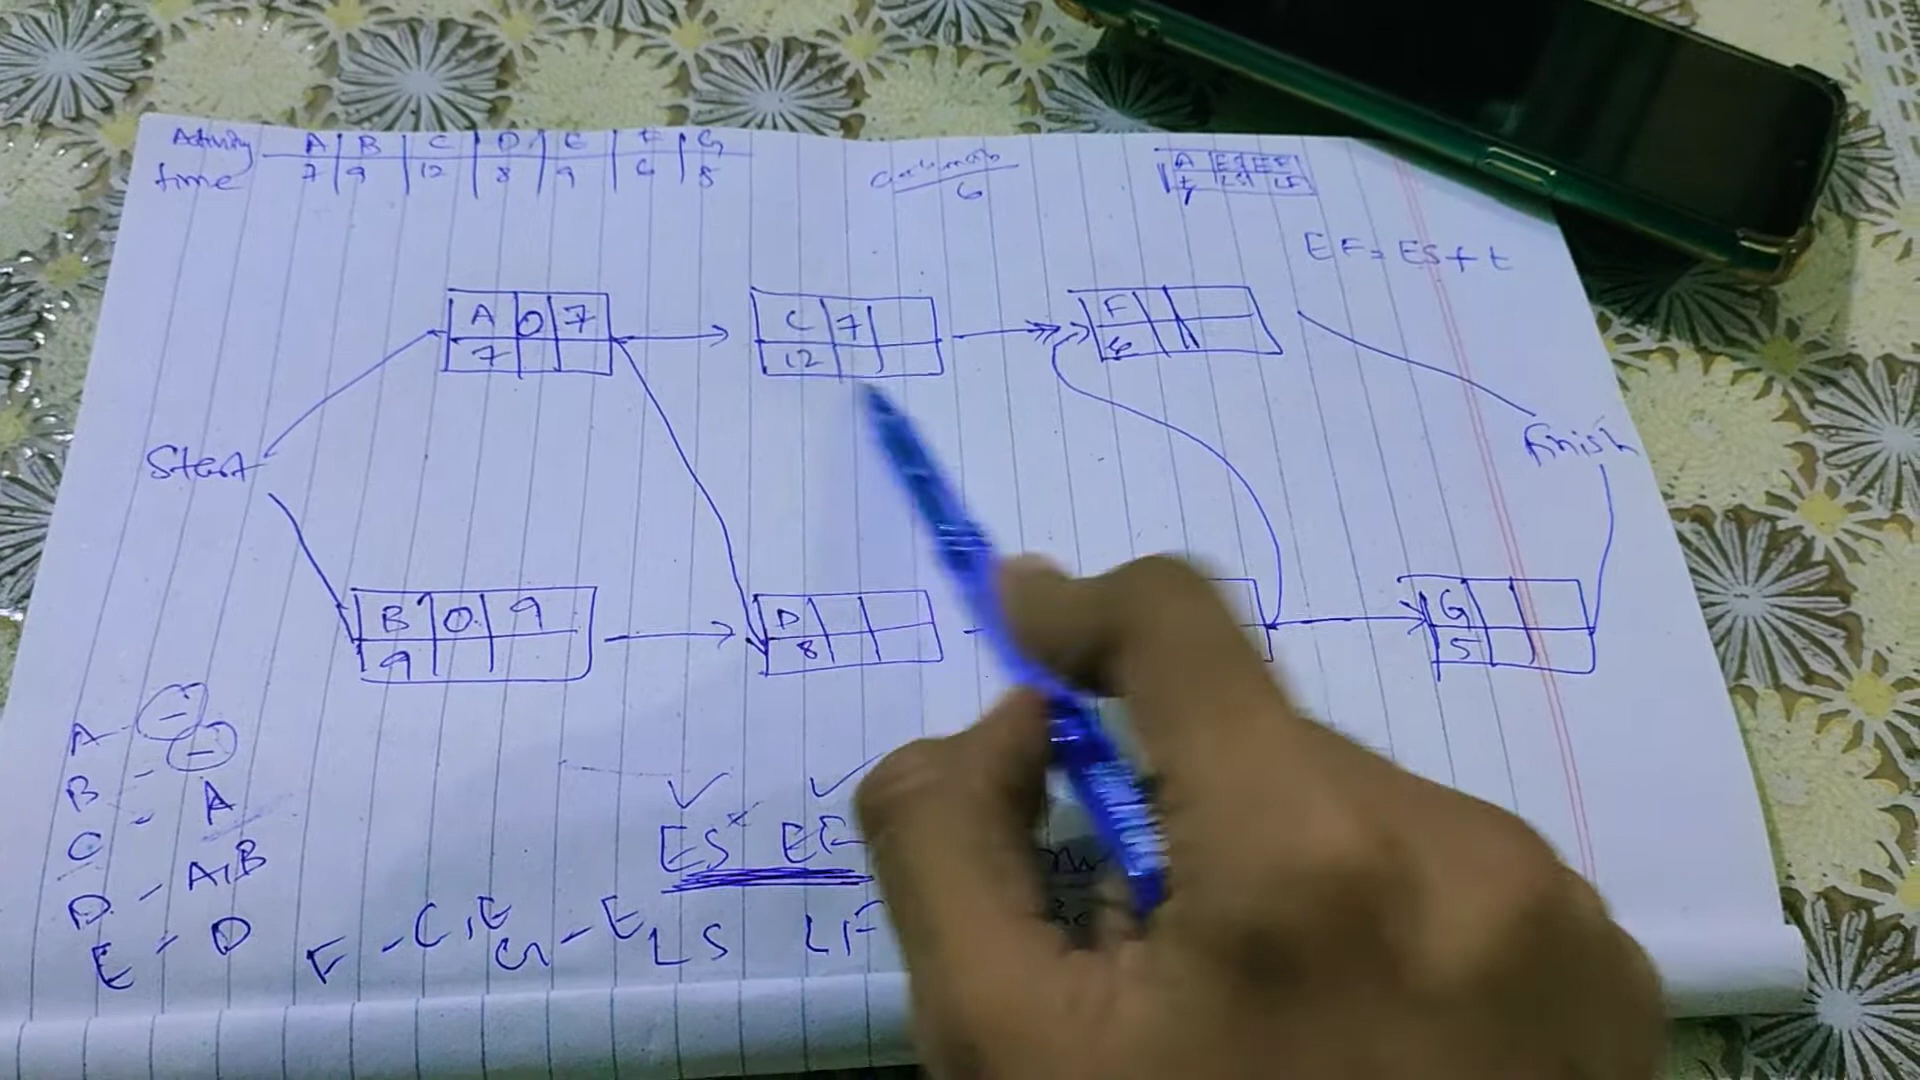 Activity A B C D E F G
time 7 9 12 8 9 6 5
6
A ES EF
t LS LF
EF = ES + t
A 0 7
7
C 7
12
F
6
Start
finish
B 0 9
9
D
8
G
5
A - -
B - -
C - A
D - A,B
E - D
F - C,E
G - E
ES EF
LS LF